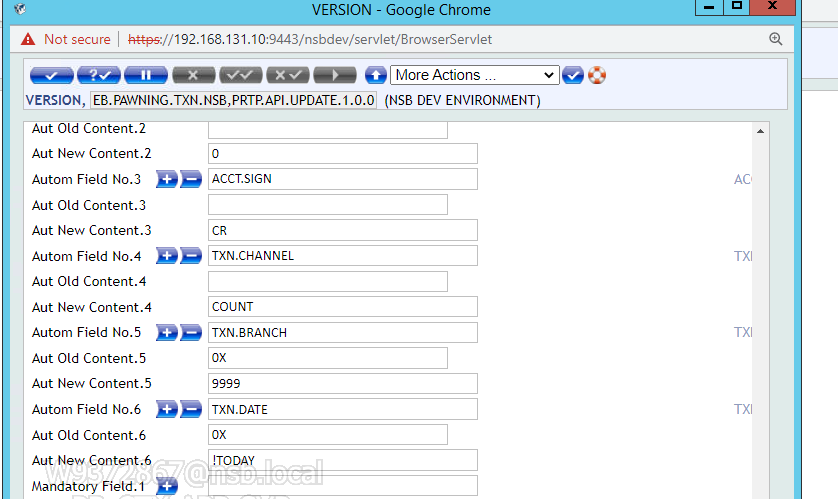 VERSION - Google Chrome
Not secure | https://192.168.131.10:9443/nsbdev/servlet/BrowserServlet
More Actions ...
VERSION, EB.PAWNING.TXN.NSB,PRTP.API.UPDATE.1.0.0 (NSB DEV ENVIRONMENT)
Aut Old Content.2
Aut New Content.2 0
Autom Field No.3 ACCT.SIGN AC
Aut Old Content.3
Aut New Content.3 CR
Autom Field No.4 TXN.CHANNEL TX
Aut Old Content.4
Aut New Content.4 COUNT
Autom Field No.5 TXN.BRANCH TX
Aut Old Content.5 0X
Aut New Content.5 9999
Autom Field No.6 TXN.DATE TX
Aut Old Content.6 0X
Aut New Content.6 !TODAY
W9372867@nsb.local
Mandatory Field.1